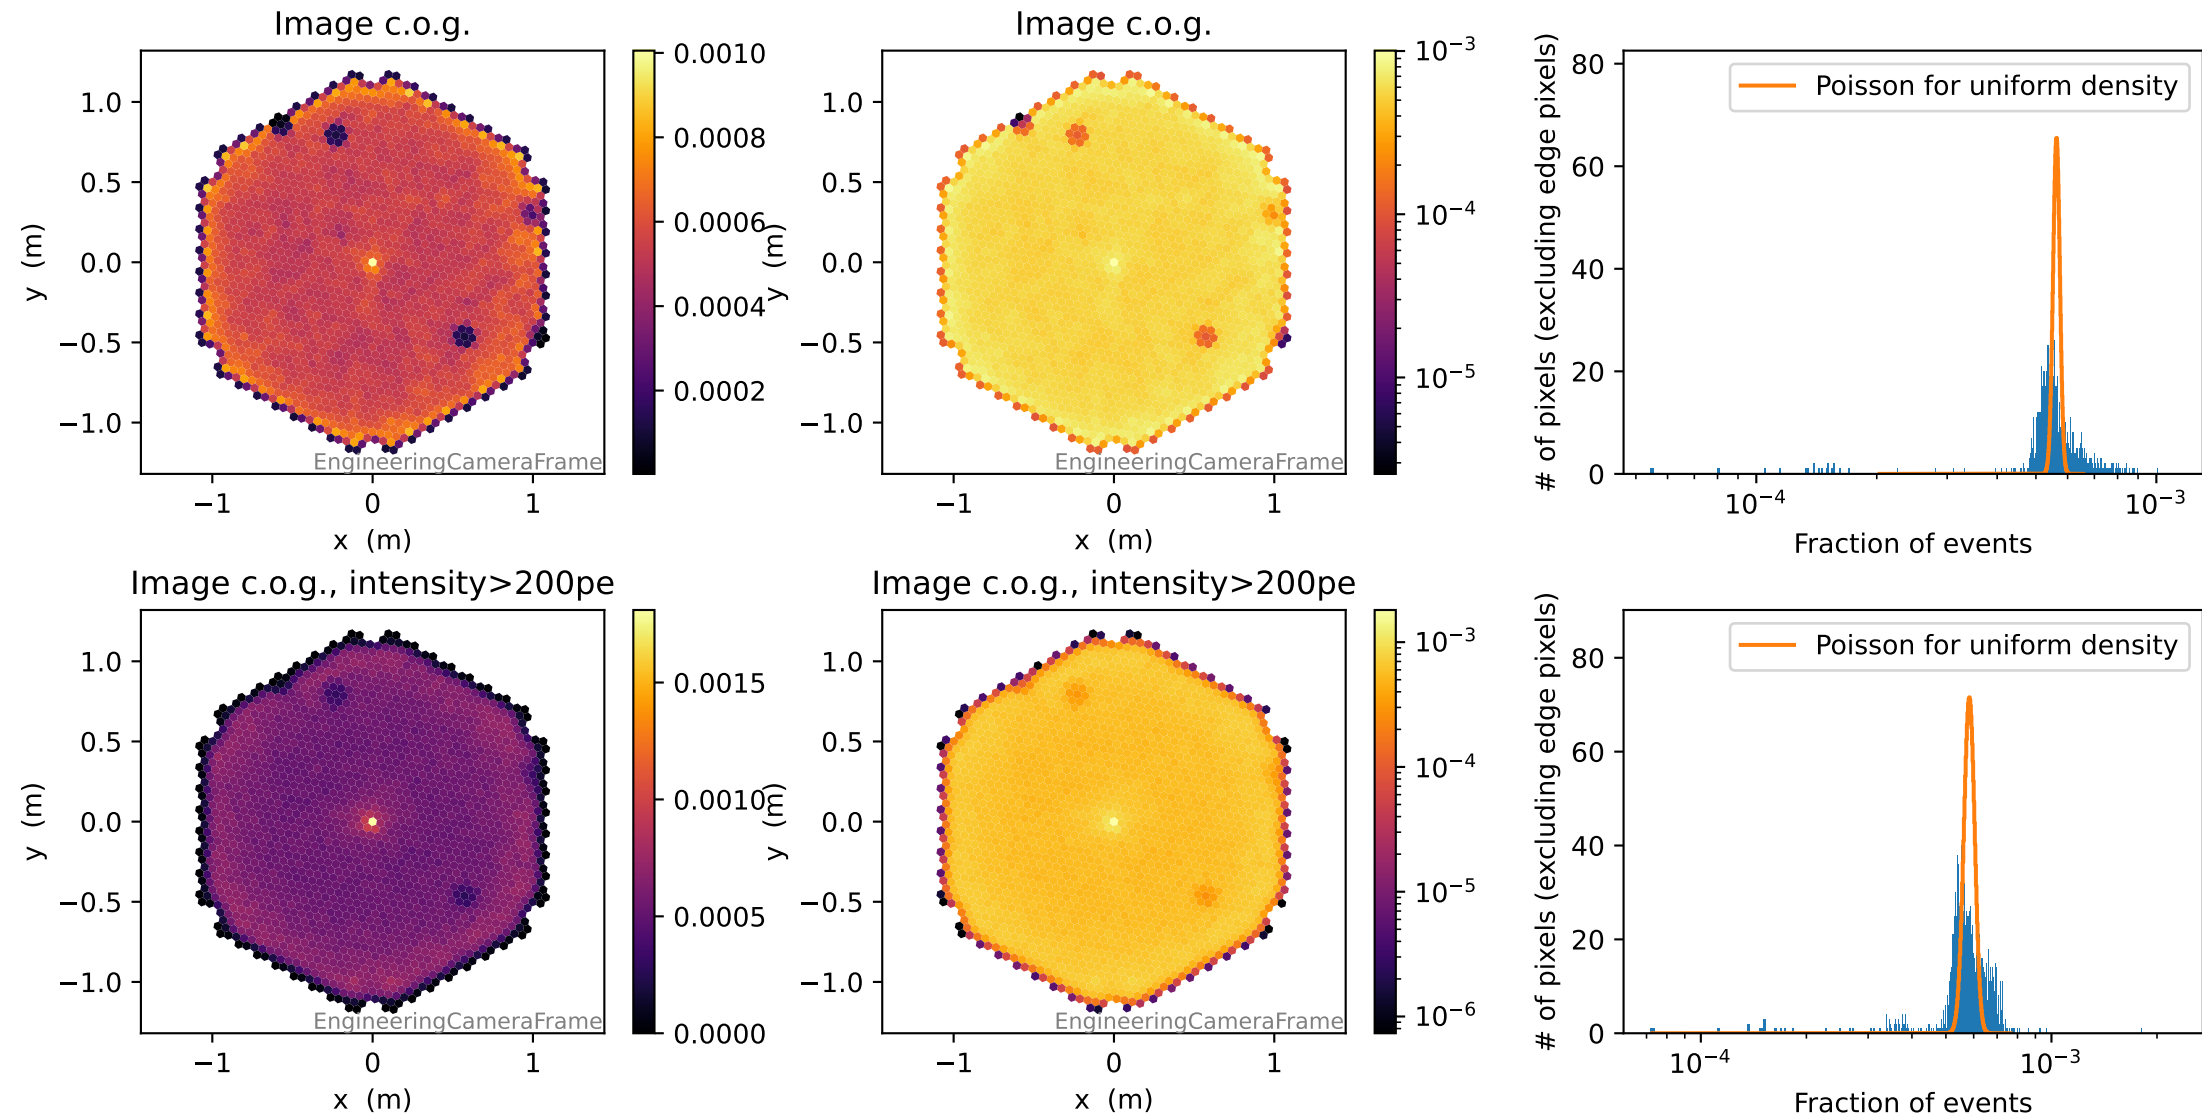 Image c.o.g.
1.0
0.5
0.0
−0.5
−1.0
y (m)
−1
0
1
x (m)
EngineeringCameraFrame
0.0010
0.0008
0.0006
0.0004
0.0002
Image c.o.g.
1.0
0.5
0.0
−0.5
−1.0
y (m)
−1
0
1
x (m)
EngineeringCameraFrame
10⁻³
10⁻⁴
10⁻⁵
# of pixels (excluding edge pixels)
80
60
40
20
0
Poisson for uniform density
10⁻⁴
10⁻³
Fraction of events
Image c.o.g., intensity>200pe
1.0
0.5
0.0
−0.5
−1.0
y (m)
−1
0
1
x (m)
EngineeringCameraFrame
0.0015
0.0010
0.0005
0.0000
Image c.o.g., intensity>200pe
1.0
0.5
0.0
−0.5
−1.0
y (m)
−1
0
1
x (m)
EngineeringCameraFrame
10⁻³
10⁻⁴
10⁻⁵
10⁻⁶
# of pixels (excluding edge pixels)
80
60
40
20
0
Poisson for uniform density
10⁻⁴
10⁻³
Fraction of events